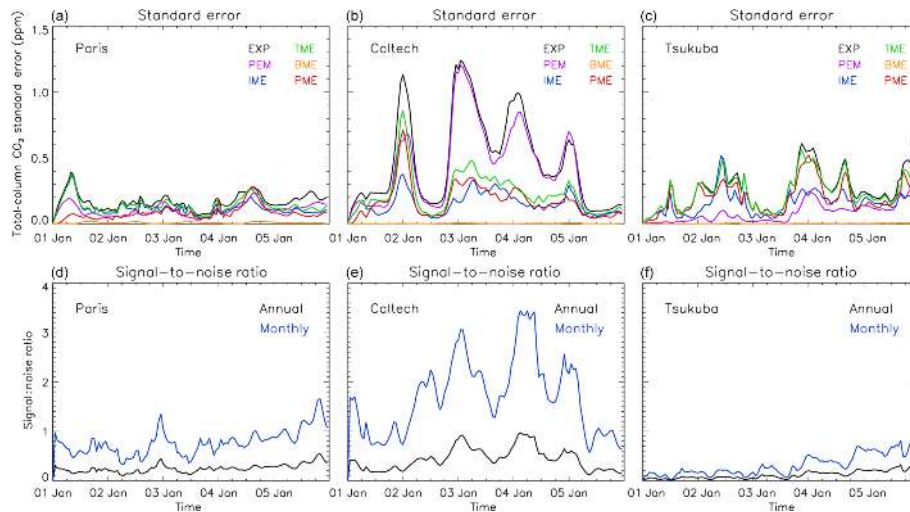 (a) Standard error
(b) Standard error
(c) Standard error
Total-column CO₂ standard error (ppm)
1.5
1.0
0.5
0.0
Paris
EXP TME
PEM BME
IME PME
Caltech
EXP TME
PEM BME
IME PME
Tsukuba
EXP TME
PEM BME
IME PME
01 Jan 02 Jan 03 Jan 04 Jan 05 Jan
01 Jan 02 Jan 03 Jan 04 Jan 05 Jan
01 Jan 02 Jan 03 Jan 04 Jan 05 Jan
Time
Time
Time
(d) Signal-to-noise ratio
(e) Signal-to-noise ratio
(f) Signal-to-noise ratio
Signal:noise ratio
4
3
2
1
0
Paris
Annual
Monthly
Caltech
Annual
Monthly
Tsukuba
Annual
Monthly
01 Jan 02 Jan 03 Jan 04 Jan 05 Jan
01 Jan 02 Jan 03 Jan 04 Jan 05 Jan
01 Jan 02 Jan 03 Jan 04 Jan 05 Jan
Time
Time
Time